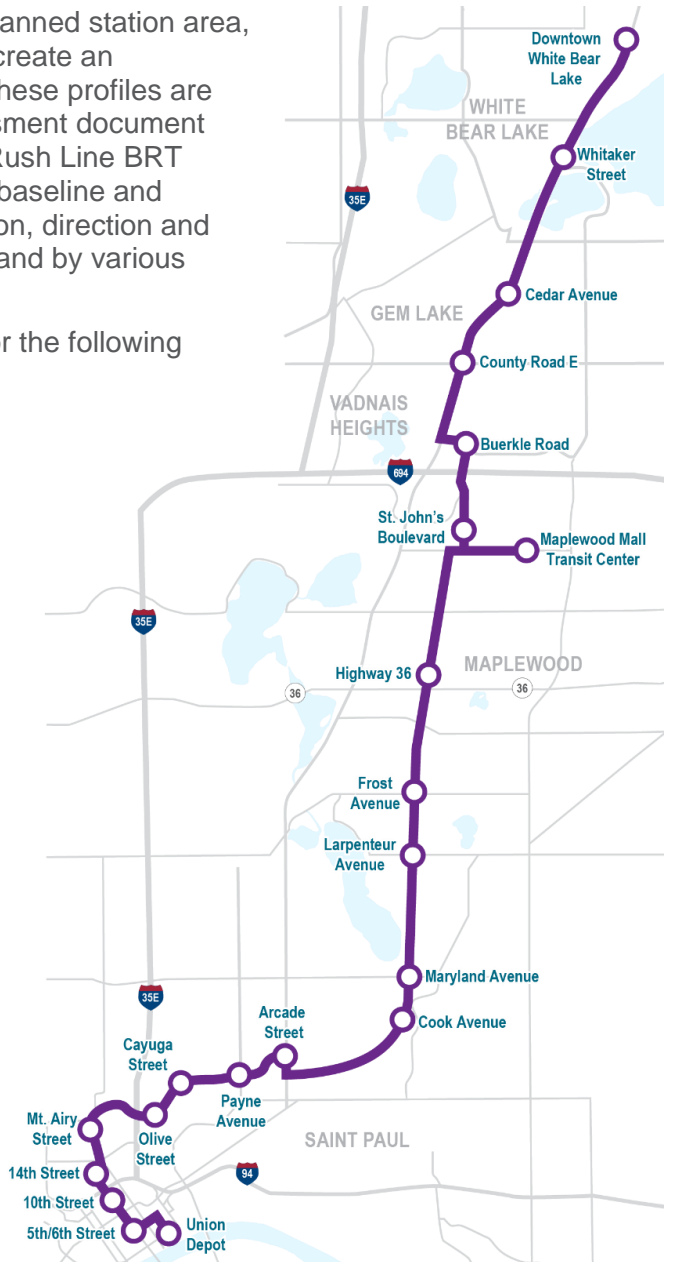 anned station area,
create an
hese profiles are
sment document
Rush Line BRT
baseline and
on, direction and
and by various
or the following
Downtown
White Bear
Lake
WHITE
BEAR LAKE
Whitaker
Street
35E
Cedar Avenue
GEM LAKE
County Road E
VADNAIS
HEIGHTS
Buerkle Road
694
St. John's
Boulevard
Maplewood Mall
Transit Center
35E
Highway 36
MAPLEWOOD
36
36
Frost
Avenue
Larpenteur
Avenue
Maryland Avenue
35E
Arcade
Street
Cook Avenue
Cayuga
Street
Payne
Avenue
Mt. Airy
Street
Olive
Street
SAINT PAUL
14th Street
94
10th Street
5th/6th Street
Union
Depot